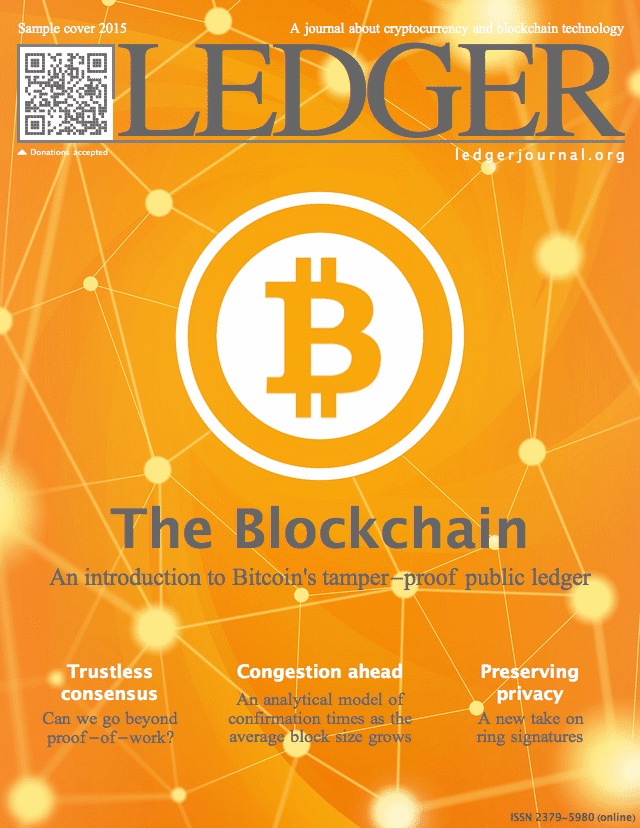 Sample cover 2015
A journal about cryptocurrency and blockchain technology
LEDGER
Donations accepted
ledgerjournal.org
The Blockchain
An introduction to Bitcoin's tamper-proof public ledger
Trustless
consensus
Can we go beyond
proof-of-work?
Congestion ahead
An analytical model of
confirmation times as the
average block size grows
Preserving
privacy
A new take on
ring signatures
ISSN 2379-5980 (online)